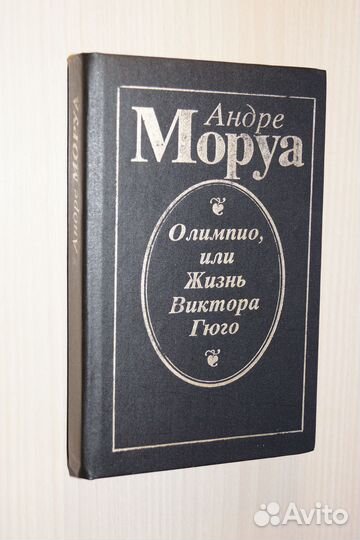 Андре
Моруа
Олимпио,
или
Жизнь
Виктора
Гюго
Андре МОРУА
Avito